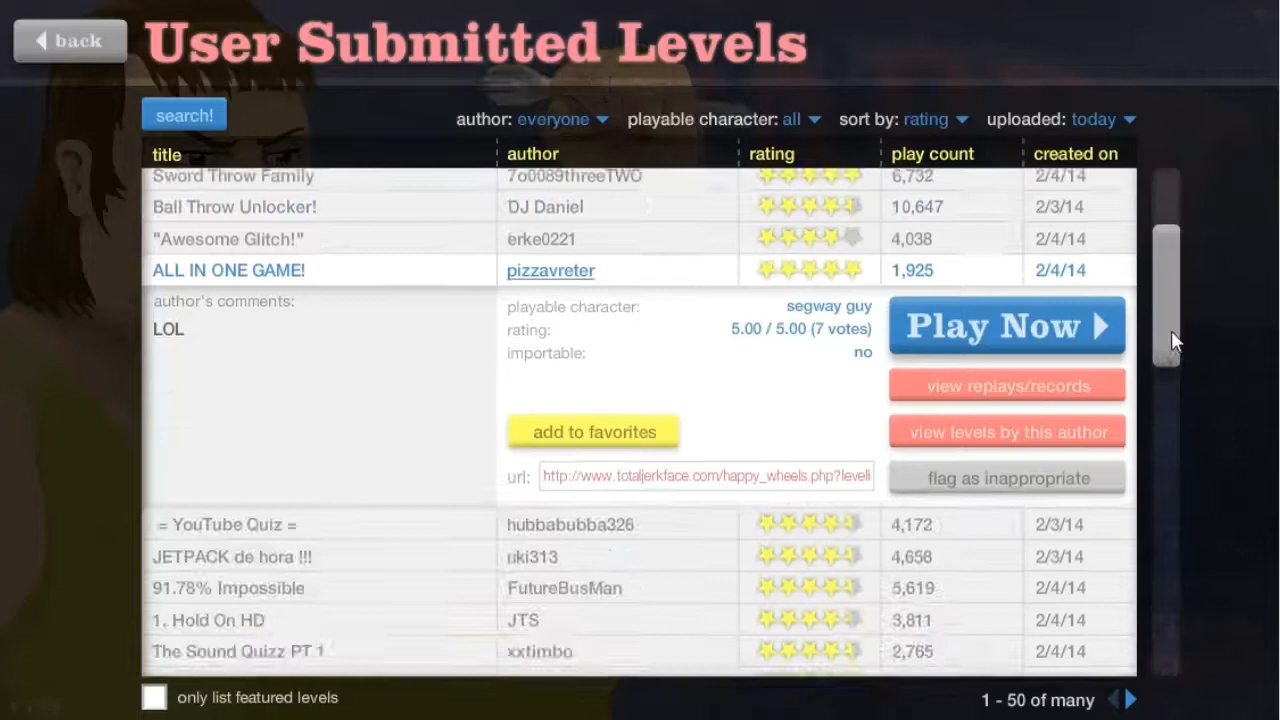 back
User Submitted Levels
search!
author: everyone playable character: all sort by: rating uploaded: today
title author rating play count created on
Sword Throw Family 7o0089threeTWO 6,732 2/4/14
Ball Throw Unlocker! DJ Daniel 10,647 2/3/14
"Awesome Glitch!" erke0221 4,038 2/4/14
ALL IN ONE GAME! pizzavreter 1,925 2/4/14
author's comments:
LOL
playable character: segway guy
rating: 5.00 / 5.00 (7 votes)
importable: no
Play Now
view replays/records
add to favorites view levels by this author
url: http://www.totaljerkface.com/happy_wheels.php?levell flag as inappropriate
= YouTube Quiz = hubbabubba326 4,172 2/3/14
JETPACK de hora !!! uki313 4,658 2/3/14
91.78% Impossible FutureBusMan 5,619 2/4/14
1. Hold On HD JTS 3,811 2/4/14
The Sound Quizz PT 1 xxtimbo 2,765 2/4/14
only list featured levels 1 - 50 of many